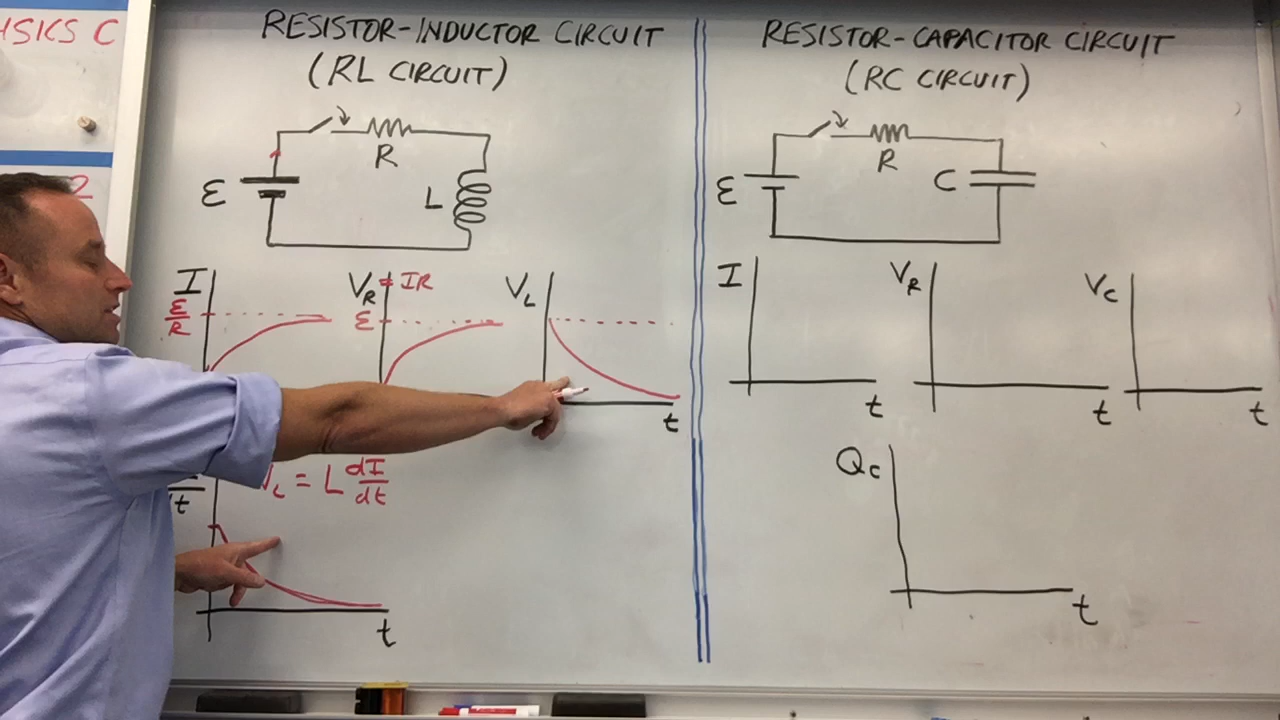 RESISTOR-INDUCTOR CIRCUIT
(RL CIRCUIT)
R
Ɛ
L
I
Ɛ/R
V_R = IR
Ɛ
V_L
t
V_L = L dI/dt
t
t
RESISTOR-CAPACITOR CIRCUIT
(RC CIRCUIT)
R
Ɛ
C
I
t
V_R
t
V_C
t
Q_C
t
2